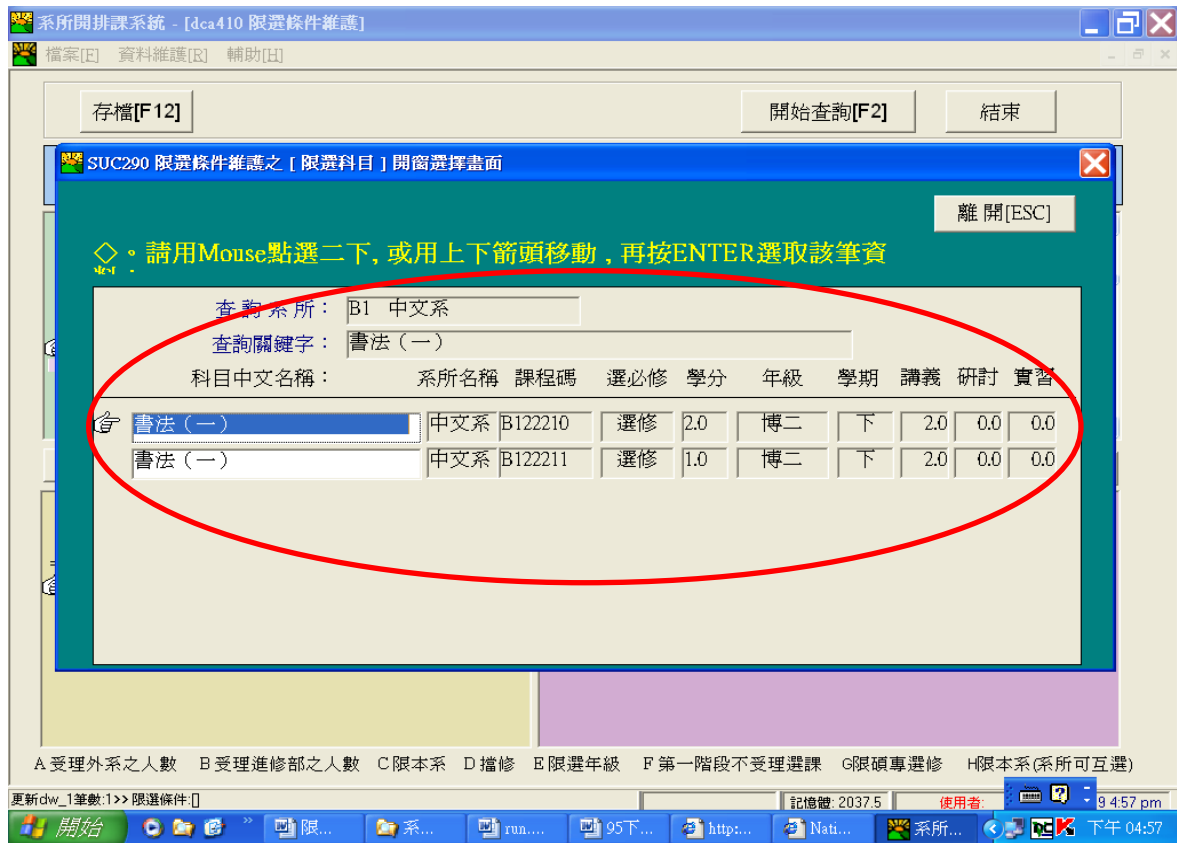 系所開排課系統 - [dca410 限選條件維護]
檔案[F] 資料維護[R] 輔助[H]
存檔[F12] 開始查詢[F2] 結束
SUC290 限選條件維護之 [ 限選科目 ] 開窗選擇畫面
離 開[ESC]
◇。請用Mouse點選二下, 或用上下箭頭移動 , 再按ENTER選取該筆資
查 詢 系 所： B1 中文系
查詢關鍵字： 書法（一）
科目中文名稱： 系所名稱 課程碼 選必修 學分 年級 學期 講義 研討 實習
書法（一） 中文系 B122210 選修 2.0 博二 下 2.0 0.0 0.0
書法（一） 中文系 B122211 選修 1.0 博二 下 2.0 0.0 0.0
A 受理外系之人數 B 受理進修部之人數 C 限本系 D 擋修 E 限選年級 F 第一階段不受理選課 G限碩專選修 H限本系(系所可互選)
更新dw_1筆數:1>> 限選條件:[] 記憶體: 2037.5 使用者: 9 4:57 pm
開始 限... 系... run.... 95下... http:... Nati... 系所... 下午 04:57